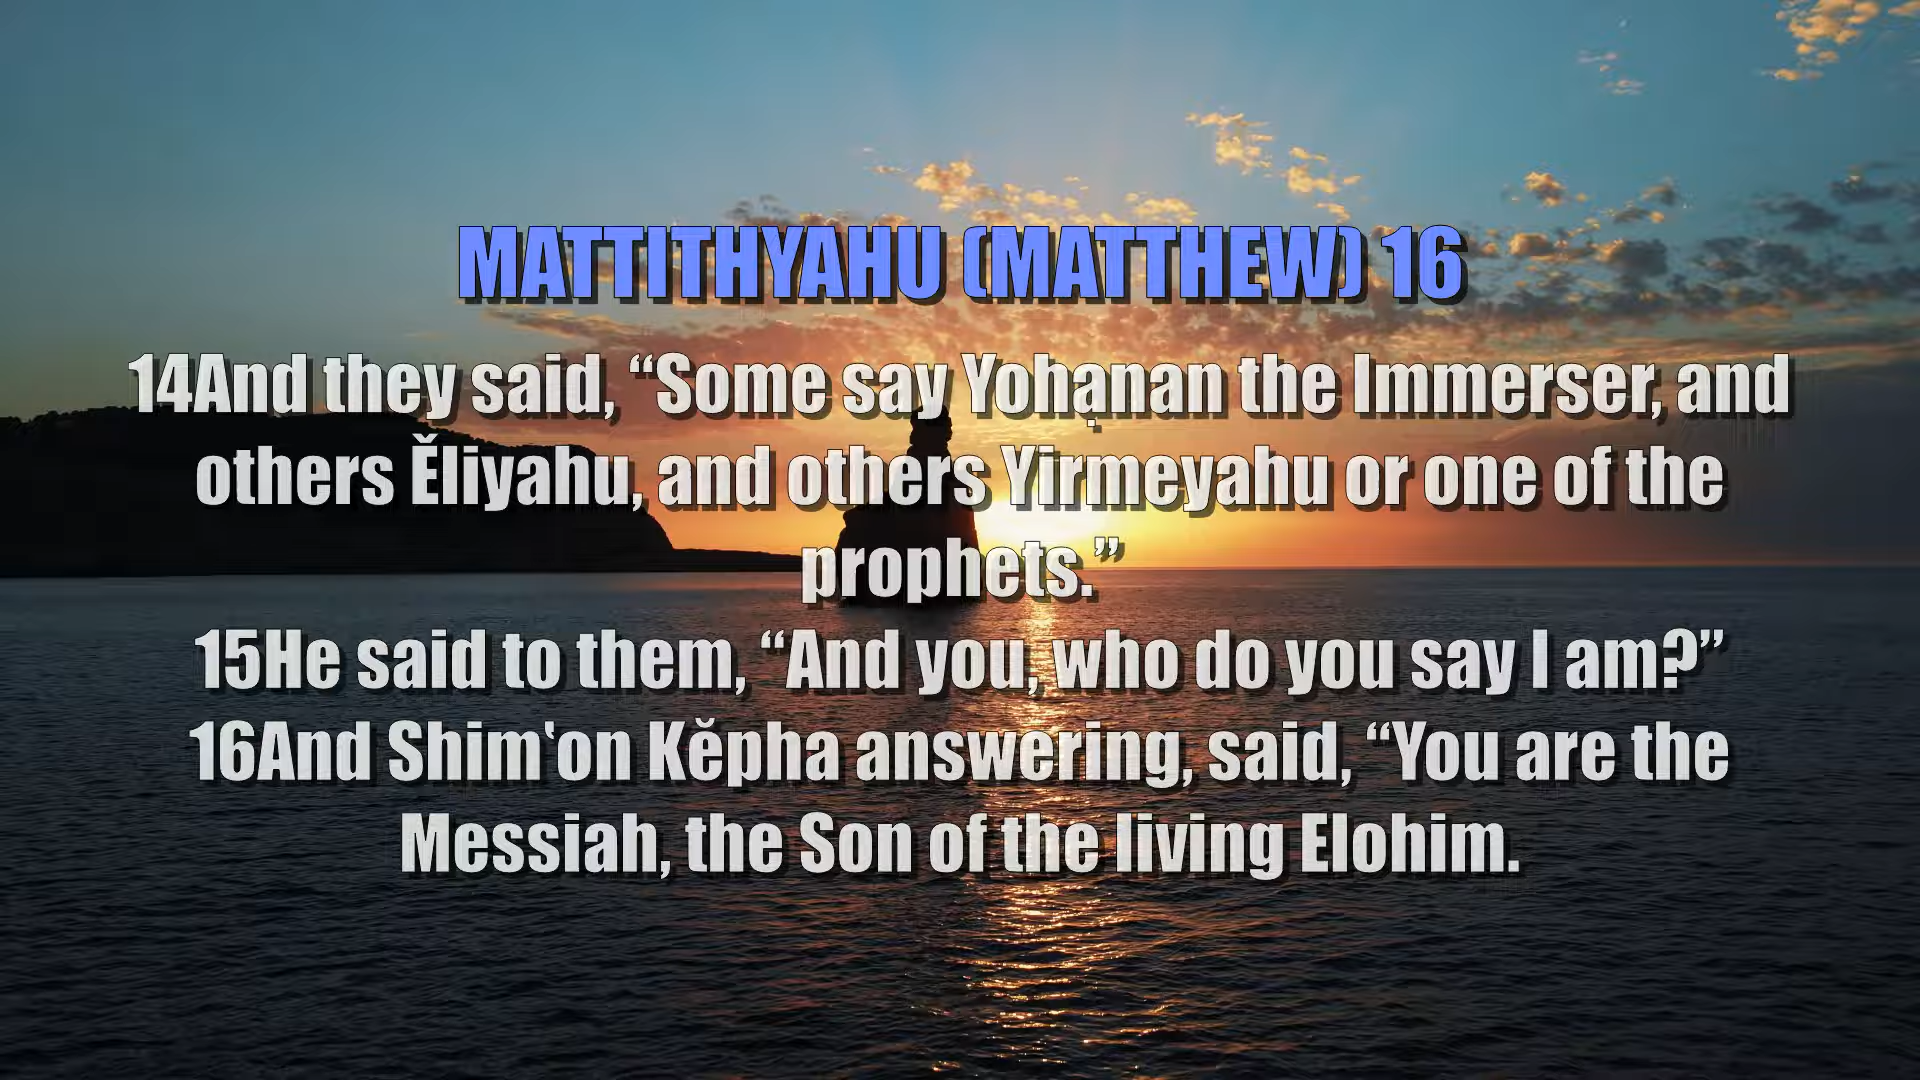 MATTITHYAHU (MATTHEW) 16
14And they said, “Some say Yohạnan the Immerser, and
others Ěliyahu, and others Yirmeyahu or one of the
prophets.”
15He said to them, “And you, who do you say I am?”
16And Shim‛on Kĕpha answering, said, “You are the
Messiah, the Son of the living Elohim.